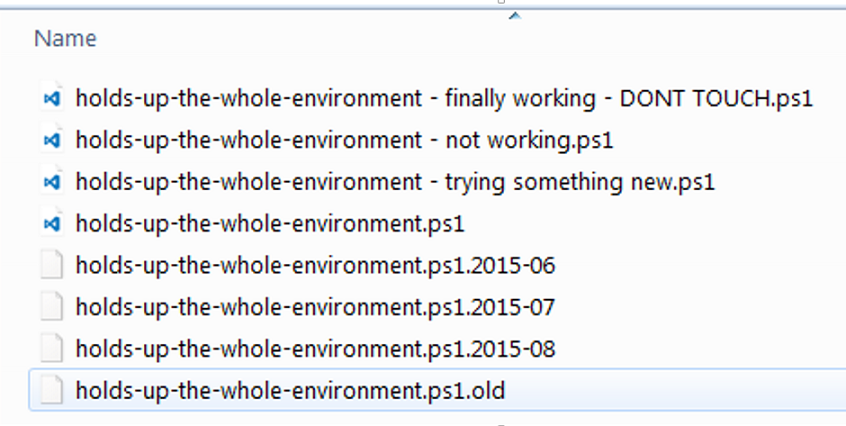 Name
holds-up-the-whole-environment - finally working - DONT TOUCH.ps1
holds-up-the-whole-environment - not working.ps1
holds-up-the-whole-environment - trying something new.ps1
holds-up-the-whole-environment.ps1
holds-up-the-whole-environment.ps1.2015-06
holds-up-the-whole-environment.ps1.2015-07
holds-up-the-whole-environment.ps1.2015-08
holds-up-the-whole-environment.ps1.old